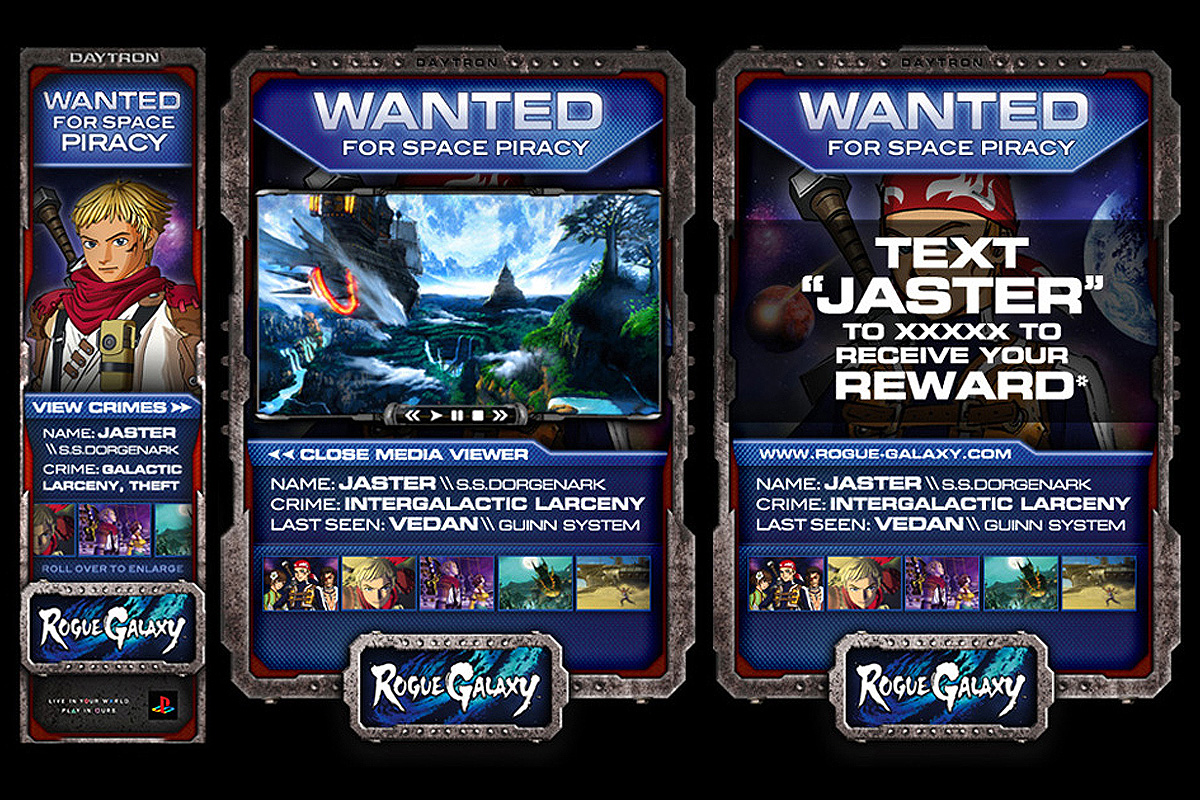 DAYTRON
WANTED
FOR SPACE
PIRACY
VIEW CRIMES
NAME: JASTER
\\ S.S.DORGENARK
CRIME: GALACTIC
LARCENY, THEFT
ROLL OVER TO ENLARGE
ROGUE GALAXY
LIVE IN YOUR WORLD
PLAY IN OURS
DAYTRON
WANTED
FOR SPACE PIRACY
CLOSE MEDIA VIEWER
NAME: JASTER \\ S.S.DORGENARK
CRIME: INTERGALACTIC LARCENY
LAST SEEN: VEDAN \\ GUINN SYSTEM
ROGUE GALAXY
DAYTRON
WANTED
FOR SPACE PIRACY
TEXT
“JASTER”
TO XXXXX TO
RECEIVE YOUR
REWARD*
WWW.ROGUE-GALAXY.COM
NAME: JASTER \\ S.S.DORGENARK
CRIME: INTERGALACTIC LARCENY
LAST SEEN: VEDAN \\ GUINN SYSTEM
ROGUE GALAXY